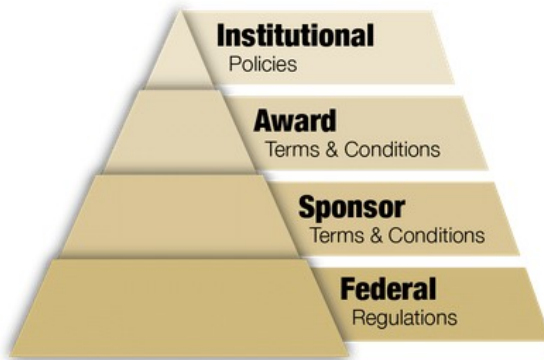 Institutional
Policies
Award
Terms & Conditions
Sponsor
Terms & Conditions
Federal
Regulations